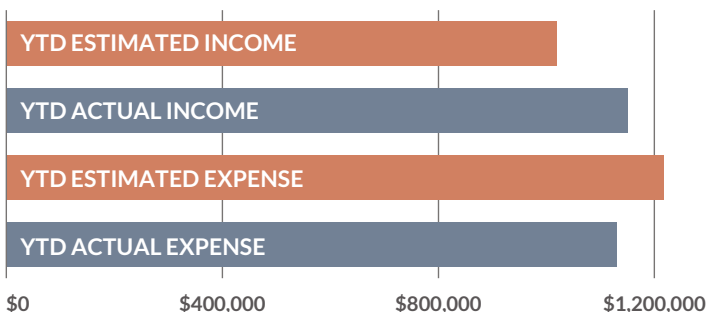 YTD ESTIMATED INCOME
YTD ACTUAL INCOME
YTD ESTIMATED EXPENSE
YTD ACTUAL EXPENSE
$0 $400,000 $800,000 $1,200,000